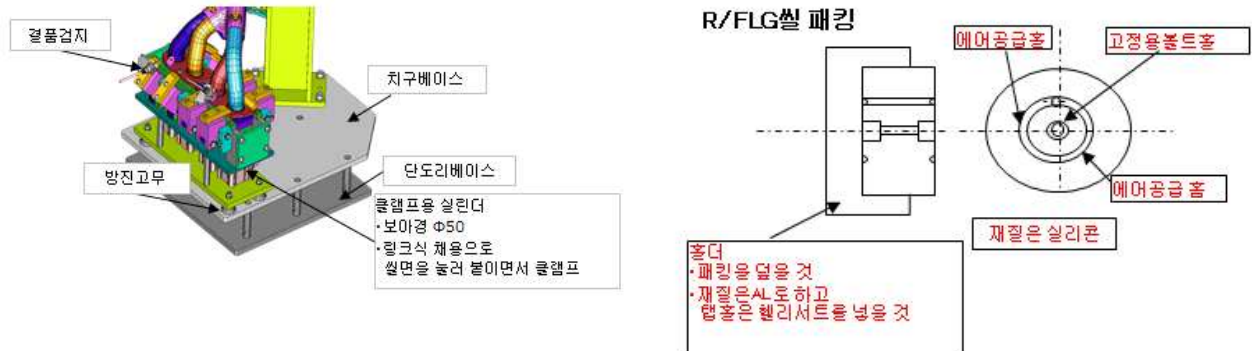 결품검지
치구베이스
방진고무
단도리베이스
클램프용 실린더
·보아경 Φ50
·링크식 채용으로
씰면을 눌러 붙이면서 클램프
R/FLG씰 패킹
에어공급홀
고정용볼트홀
에어공급 홈
재질은 실리콘
홀더
·패킹을 덮을 것
·재질은AL로하고
탭홀은 헬리서트를 넣을 것